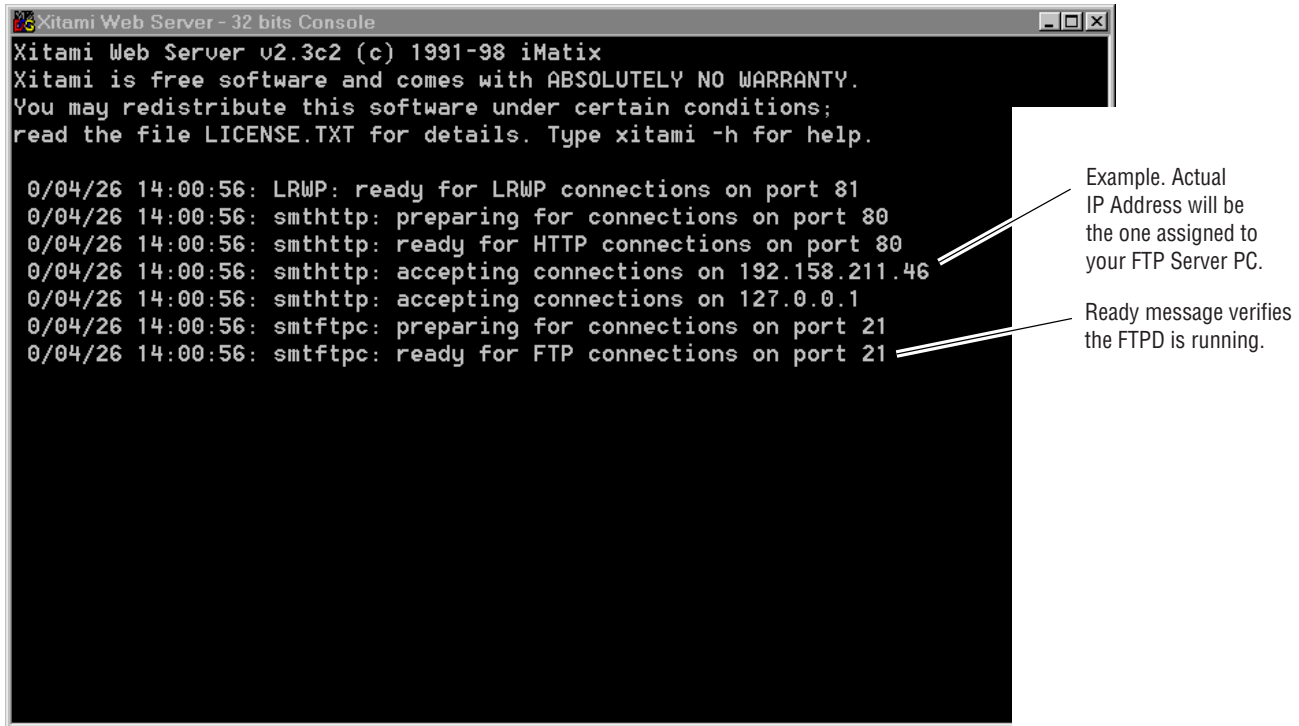 Xitami Web Server - 32 bits Console
Xitami Web Server v2.3c2 (c) 1991-98 iMatix
Xitami is free software and comes with ABSOLUTELY NO WARRANTY.
You may redistribute this software under certain conditions;
read the file LICENSE.TXT for details. Type xitami -h for help.
0/04/26 14:00:56: LRWP: ready for LRWP connections on port 81
0/04/26 14:00:56: smthttp: preparing for connections on port 80
0/04/26 14:00:56: smthttp: ready for HTTP connections on port 80
0/04/26 14:00:56: smthttp: accepting connections on 192.158.211.46
0/04/26 14:00:56: smthttp: accepting connections on 127.0.0.1
0/04/26 14:00:56: smtftpc: preparing for connections on port 21
0/04/26 14:00:56: smtftpc: ready for FTP connections on port 21
Example. Actual
IP Address will be
the one assigned to
your FTP Server PC.
Ready message verifies
the FTPD is running.